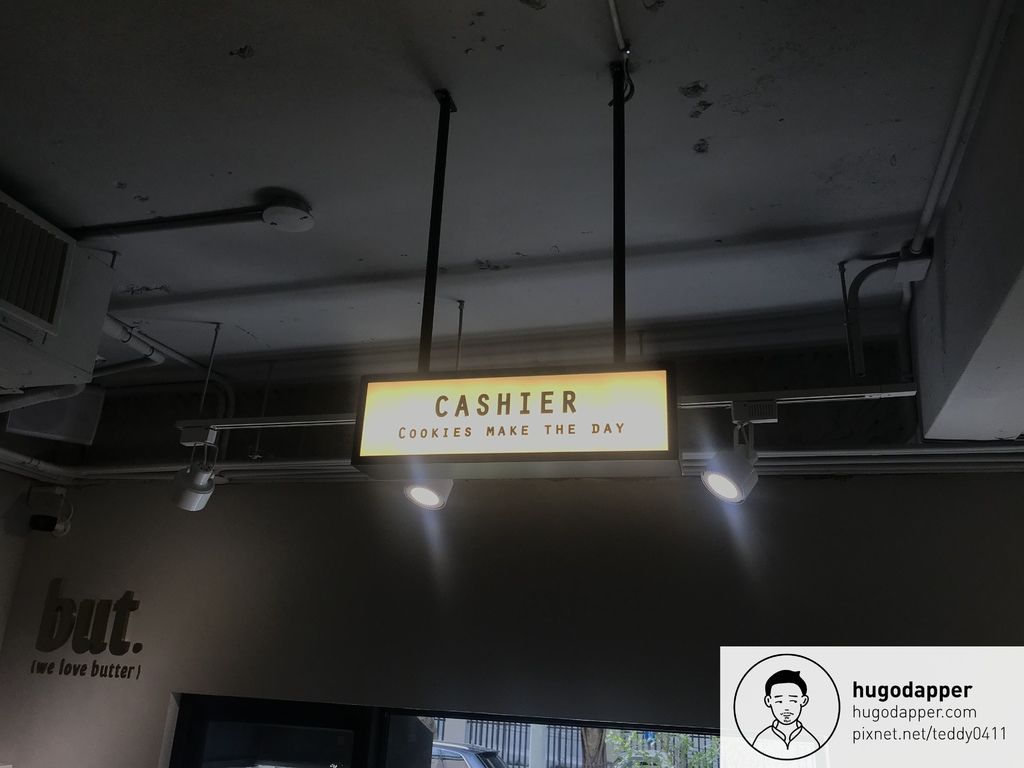 CASHIER
COOKIES MAKE THE DAY
but.
(we love butter)
hugodapper
hugodapper.com
pixnet.net/teddy0411